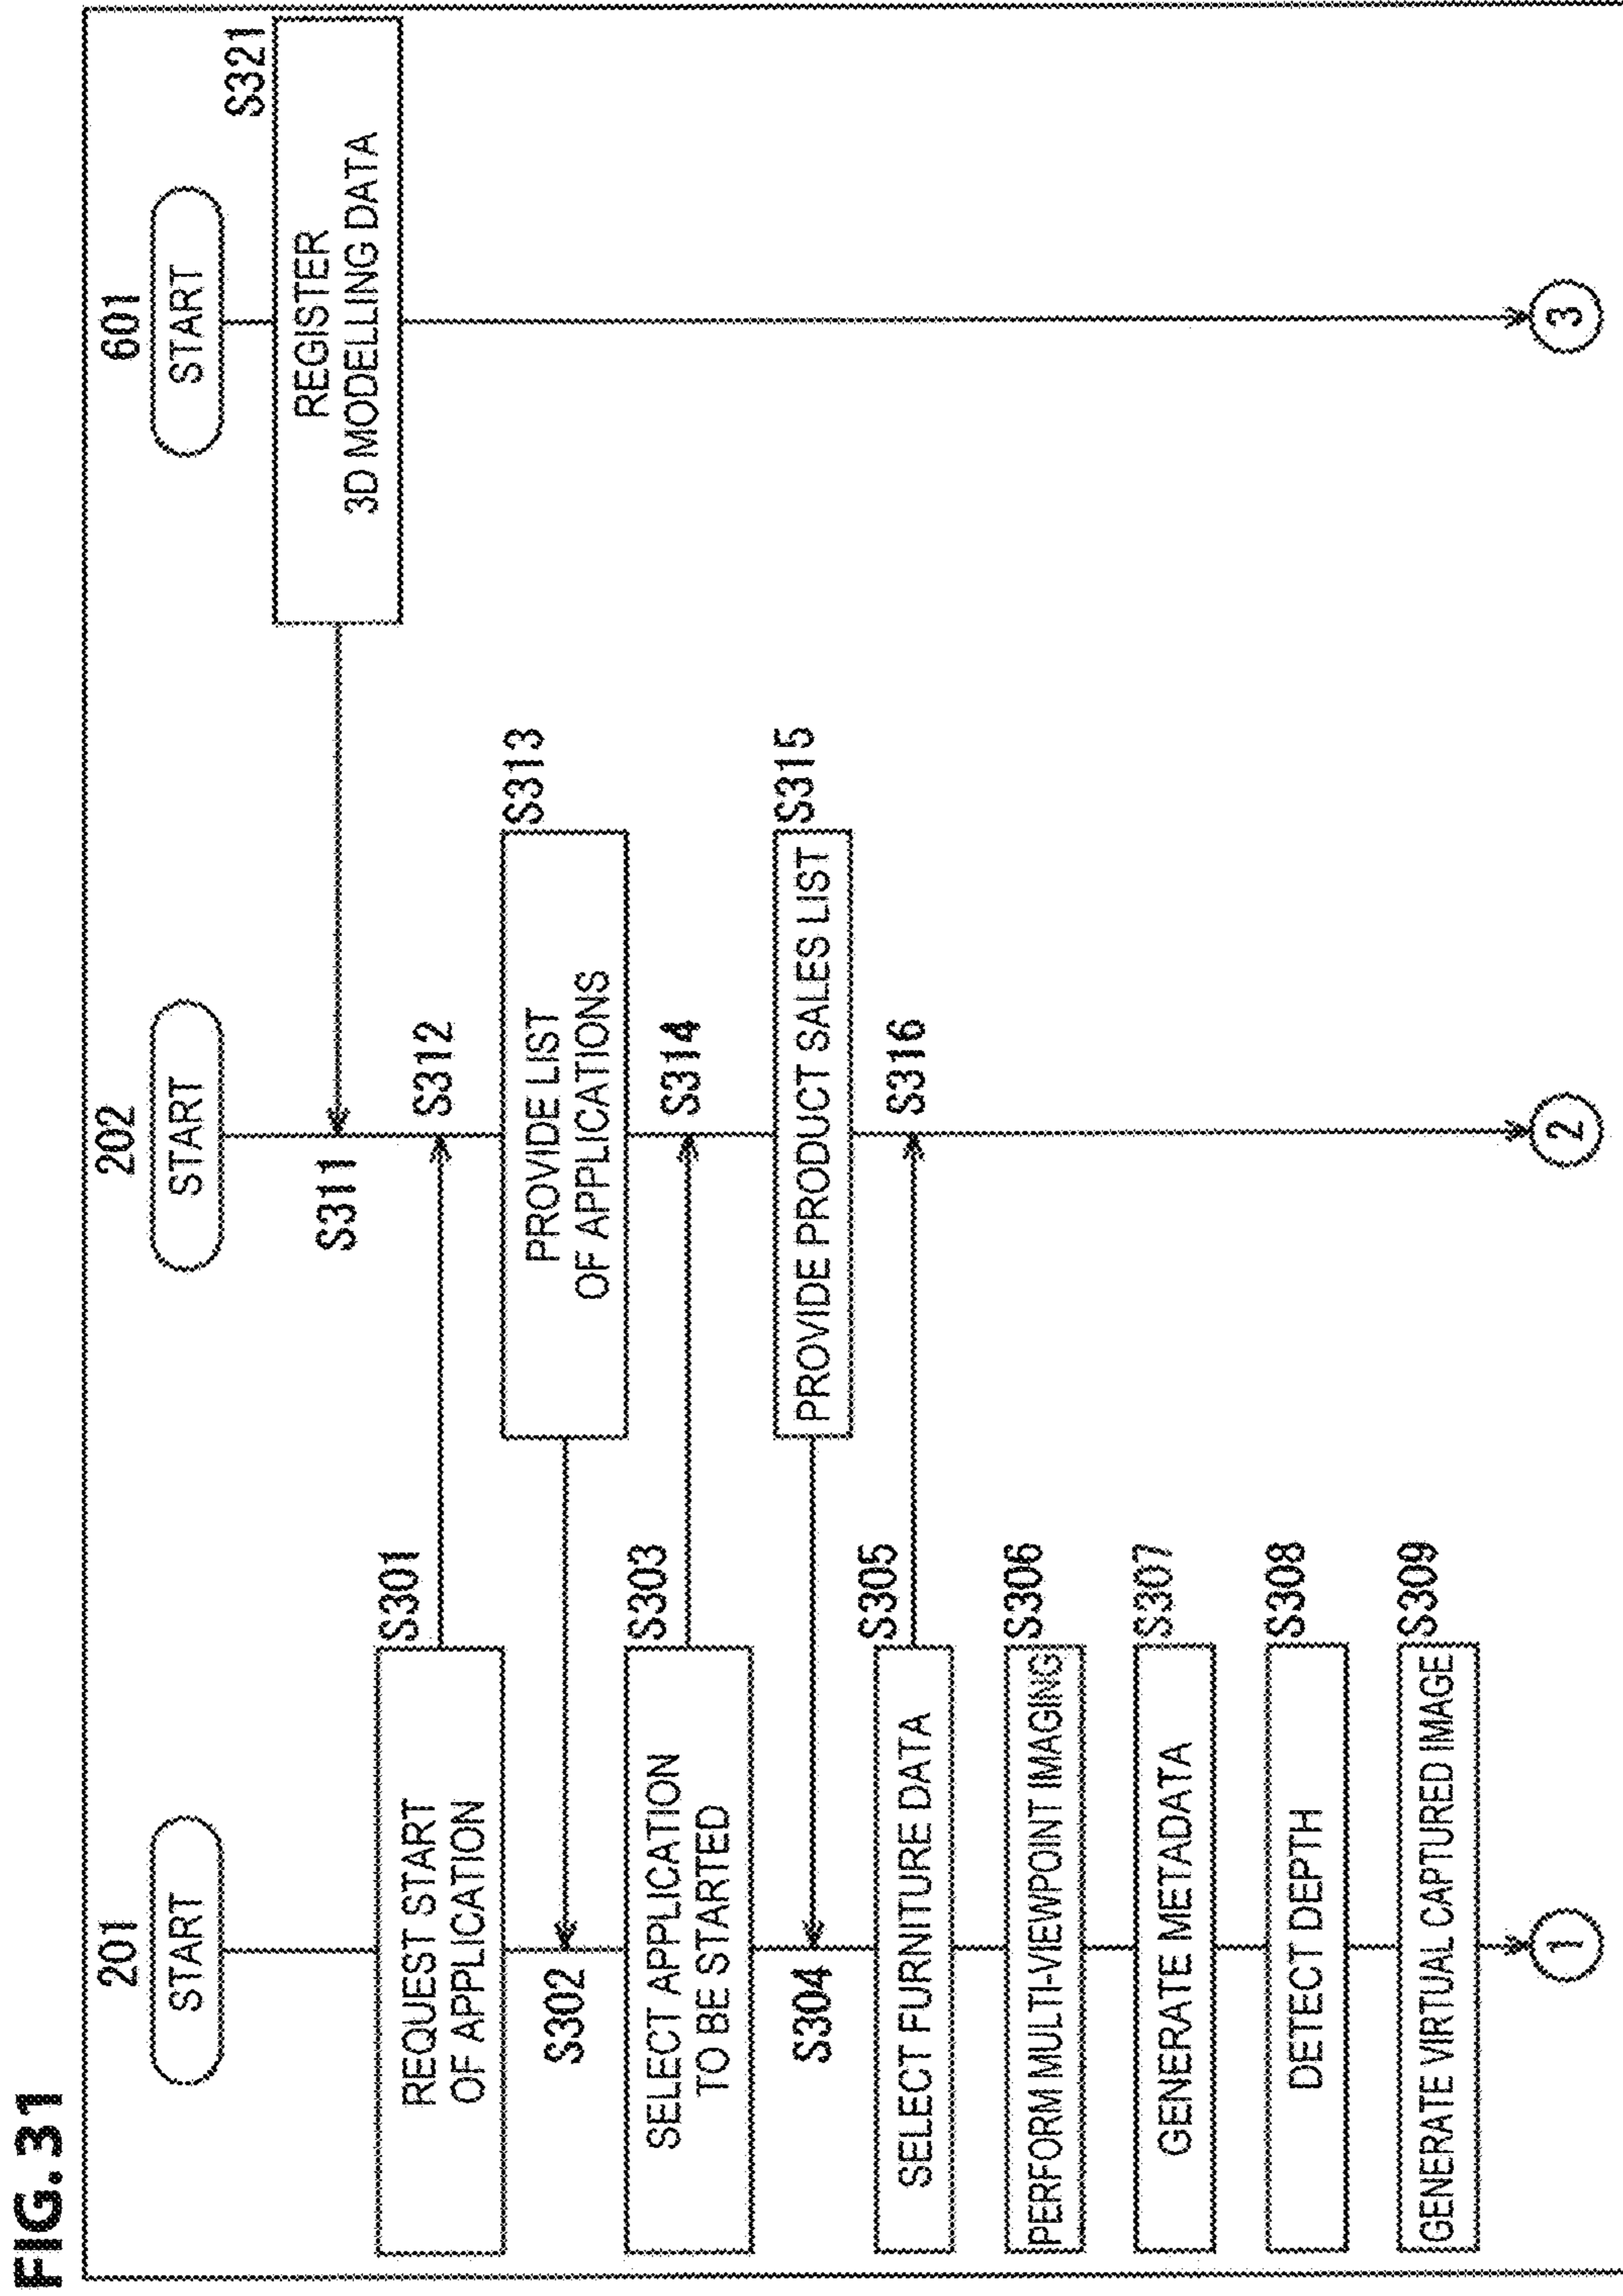 FIG.31
201
START
202
START
601
START
S321
REGISTER
3D MODELLING DATA
S311
S301
REQUEST START
OF APPLICATION
S312
S313
PROVIDE LIST
OF APPLICATIONS
S302
S303
SELECT APPLICATION
TO BE STARTED
S314
S315
PROVIDE PRODUCT SALES LIST
S304
S305
SELECT FURNITURE DATA
S316
S306
PERFORM MULTI-VIEWPOINT IMAGING
S307
GENERATE METADATA
S308
DETECT DEPTH
S309
GENERATE VIRTUAL CAPTURED IMAGE
1
2
3